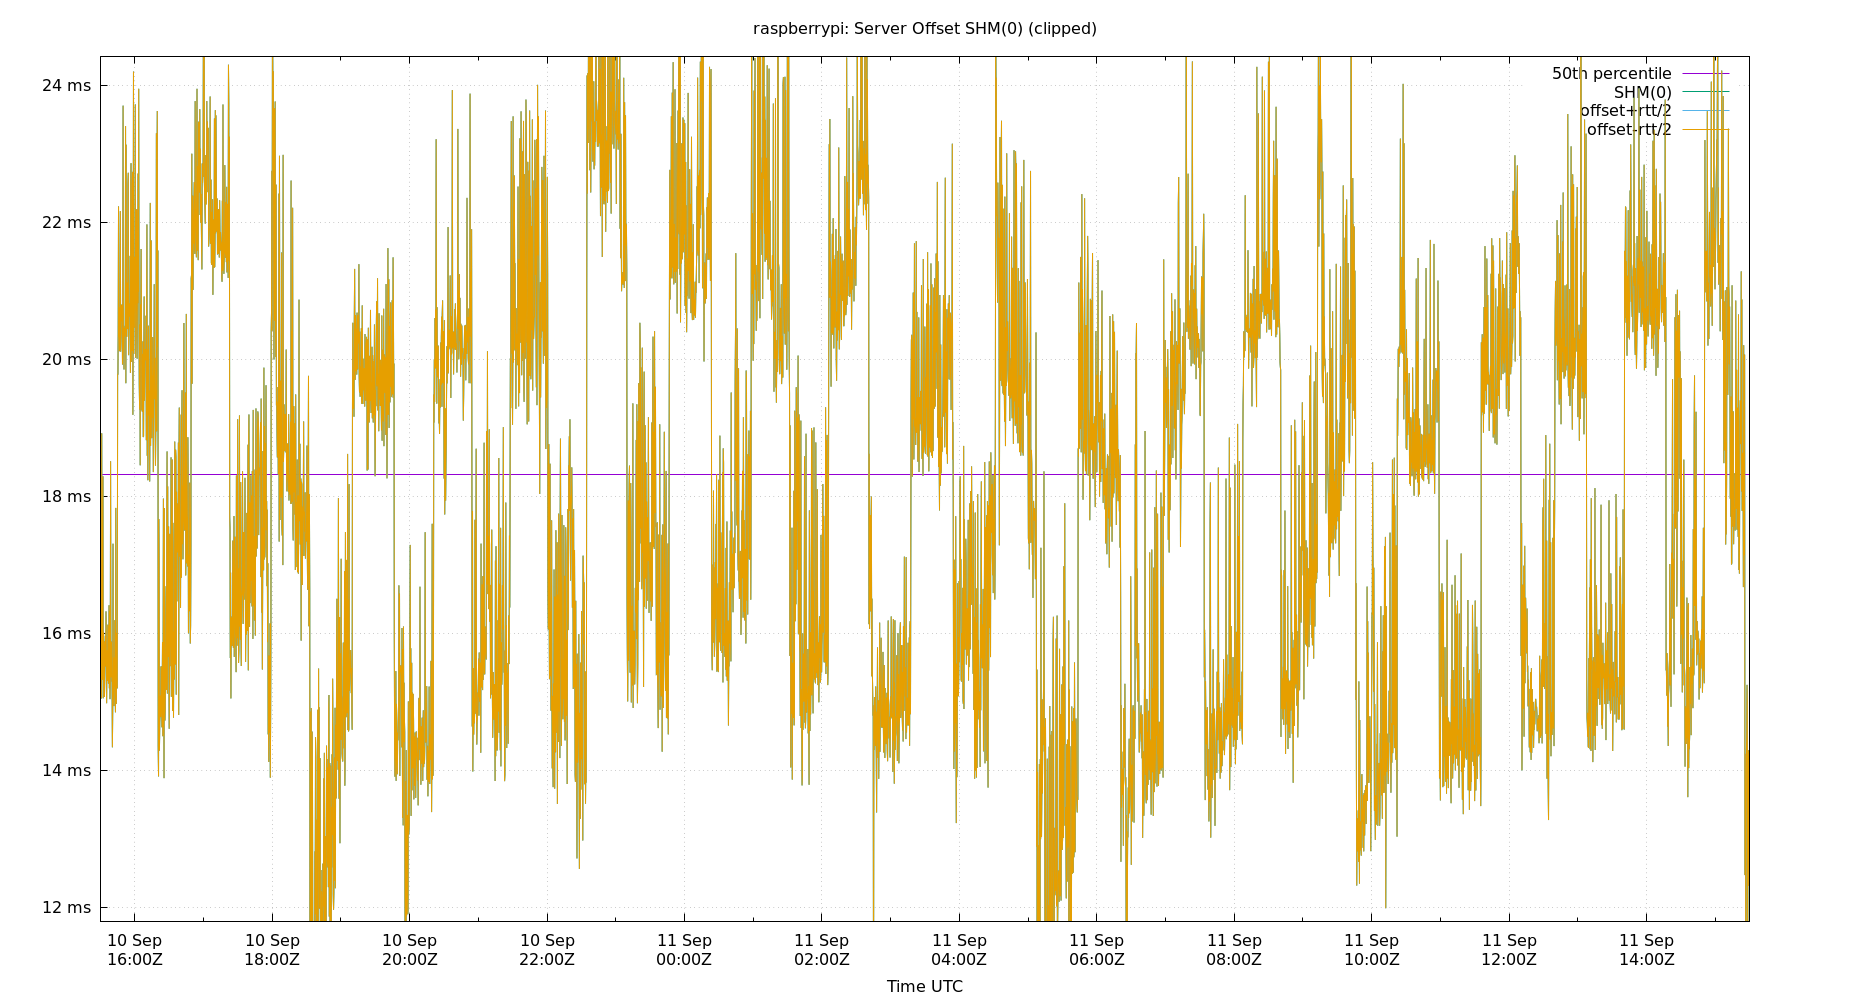 raspberrypi: Server Offset SHM(0) (clipped)
50th percentile
SHM(0)
offset+rtt/2
offset-rtt/2
24 ms
22 ms
20 ms
18 ms
16 ms
14 ms
12 ms
10 Sep 10 Sep 10 Sep 10 Sep 11 Sep 11 Sep 11 Sep 11 Sep 11 Sep 11 Sep 11 Sep 11 Sep
16:00Z 18:00Z 20:00Z 22:00Z 00:00Z 02:00Z 04:00Z 06:00Z 08:00Z 10:00Z 12:00Z 14:00Z
Time UTC